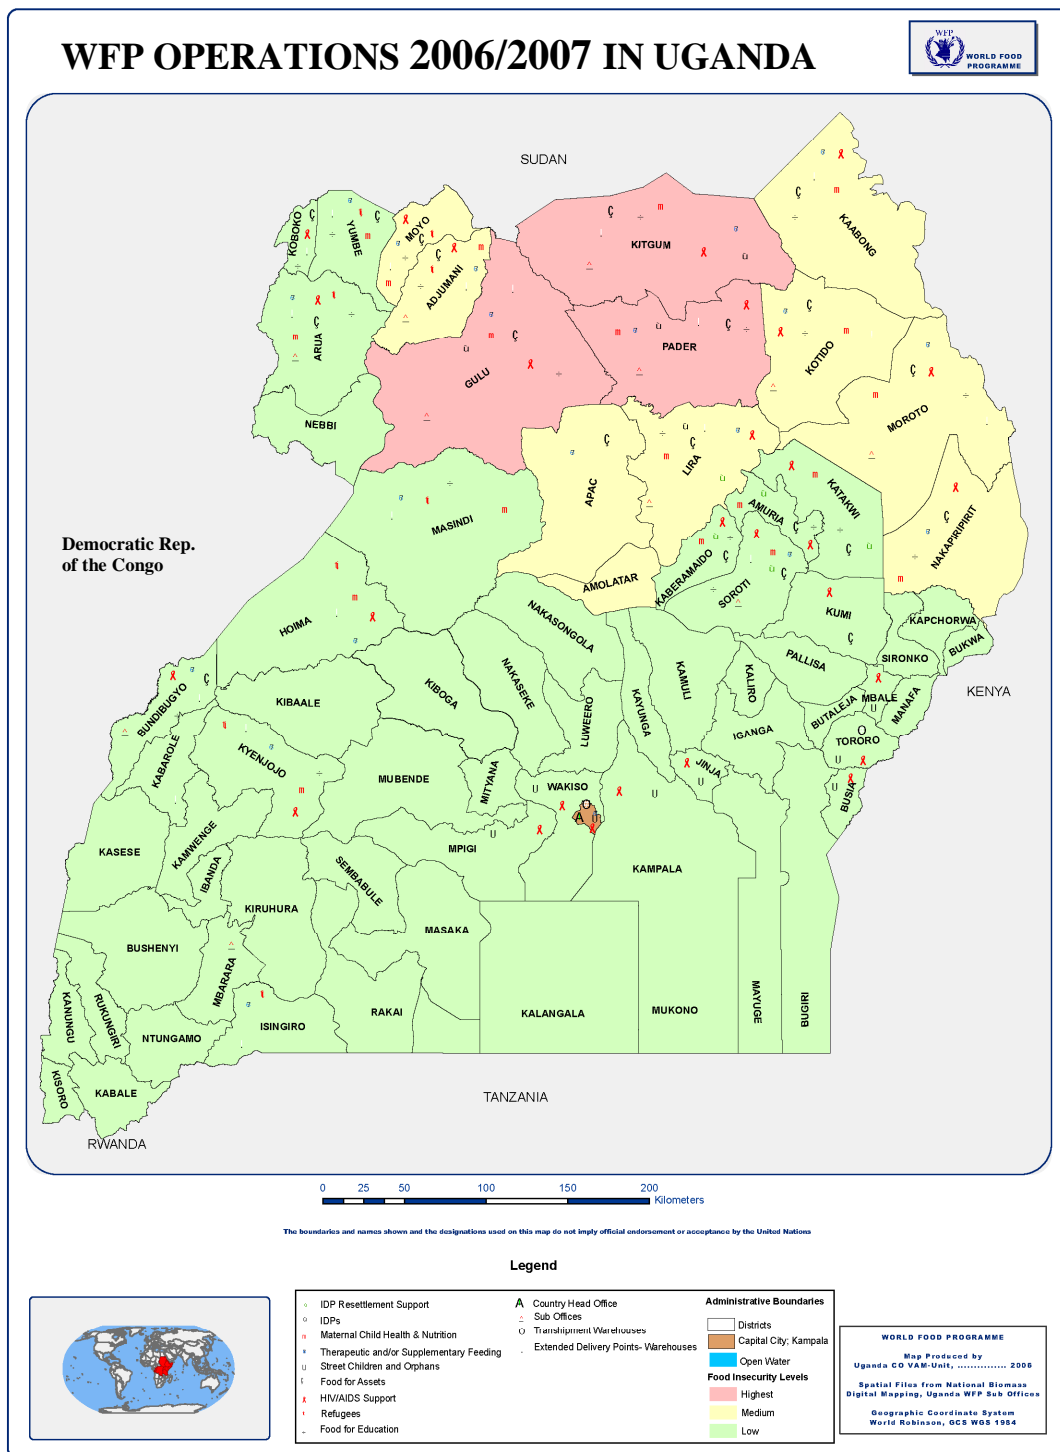 WFP OPERATIONS 2006/2007 IN UGANDA
WFP
WORLD FOOD
PROGRAMME
SUDAN
KOBOKO
YUMBE
MOYO
ADJUMANI
ARUA
NEBBI
KITGUM
KAABONG
PADER
GULU
KOTIDO
MOROTO
NAKAPIRIPIRIT
APAC
LIRA
AMOLATAR
MASINDI
AMURIA
KATAKWI
KABERAMAIDO
SOROTI
KUMI
KAPCHORWA
BUKWA
SIRONKO
Democratic Rep.
of the Congo
HOIMA
NAKASONGOLA
PALLISA
KENYA
BUNDIBUGYO
KIBAALE
KIBOGA
NAKASEKE
LUWEERO
KAYUNGA
KAMULI
KALIRO
IGANGA
BUTALEJA
MBALE
MANAFA
TORORO
BUSIA
KABAROLE
KYENJOJO
MUBENDE
MITYANA
WAKISO
JINJA
KASESE
KAMWENGE
IBANDA
SEMBABULE
MPIGI
KAMPALA
KIRUHURA
MASAKA
BUSHENYI
MBARARA
KANUNGU
RUKUNGIRI
NTUNGAMO
ISINGIRO
RAKAI
KALANGALA
MUKONO
MAYUGE
BUGIRI
KISORO
KABALE
TANZANIA
RWANDA
0 25 50 100 150 200
Kilometers
The boundaries and names shown and the designations used on this map do not imply official endorsement or acceptance by the United Nations
Legend
IDP Resettlement Support
IDPs
Maternal Child Health & Nutrition
Therapeutic and/or Supplementary Feeding
Street Children and Orphans
Food for Assets
HIV/AIDS Support
Refugees
Food for Education
A Country Head Office
Sub Offices
Transhipment Warehouses
Extended Delivery Points- Warehouses
Administrative Boundaries
Districts
Capital City; Kampala
Open Water
Food Insecurity Levels
Highest
Medium
Low
WORLD FOOD PROGRAMME
Map Produced by
Uganda CO VAM-Unit, ............... 2006
Spatial Files from National Biomass
Digital Mapping, Uganda WFP Sub Offices
Geographic Coordinate System
World Robinson, GCS WGS 1984